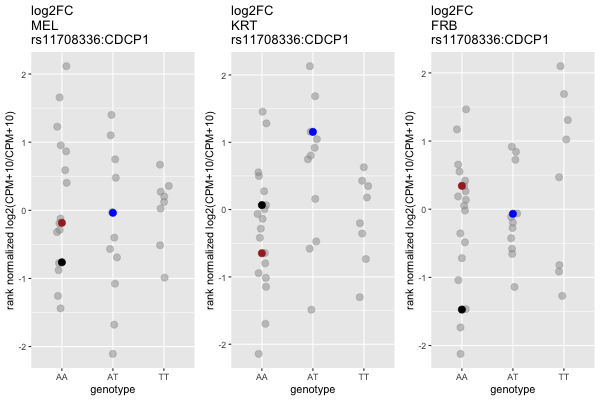 log2FC
MEL
rs11708336:CDCP1
rank normalized log2(CPM+10/CPM+10)
2
1
0
-1
-2
AA AT TT
genotype
log2FC
KRT
rs11708336:CDCP1
rank normalized log2(CPM+10/CPM+10)
2
1
0
-1
-2
AA AT TT
genotype
log2FC
FRB
rs11708336:CDCP1
rank normalized log2(CPM+10/CPM+10)
2
1
0
-1
-2
AA AT TT
genotype